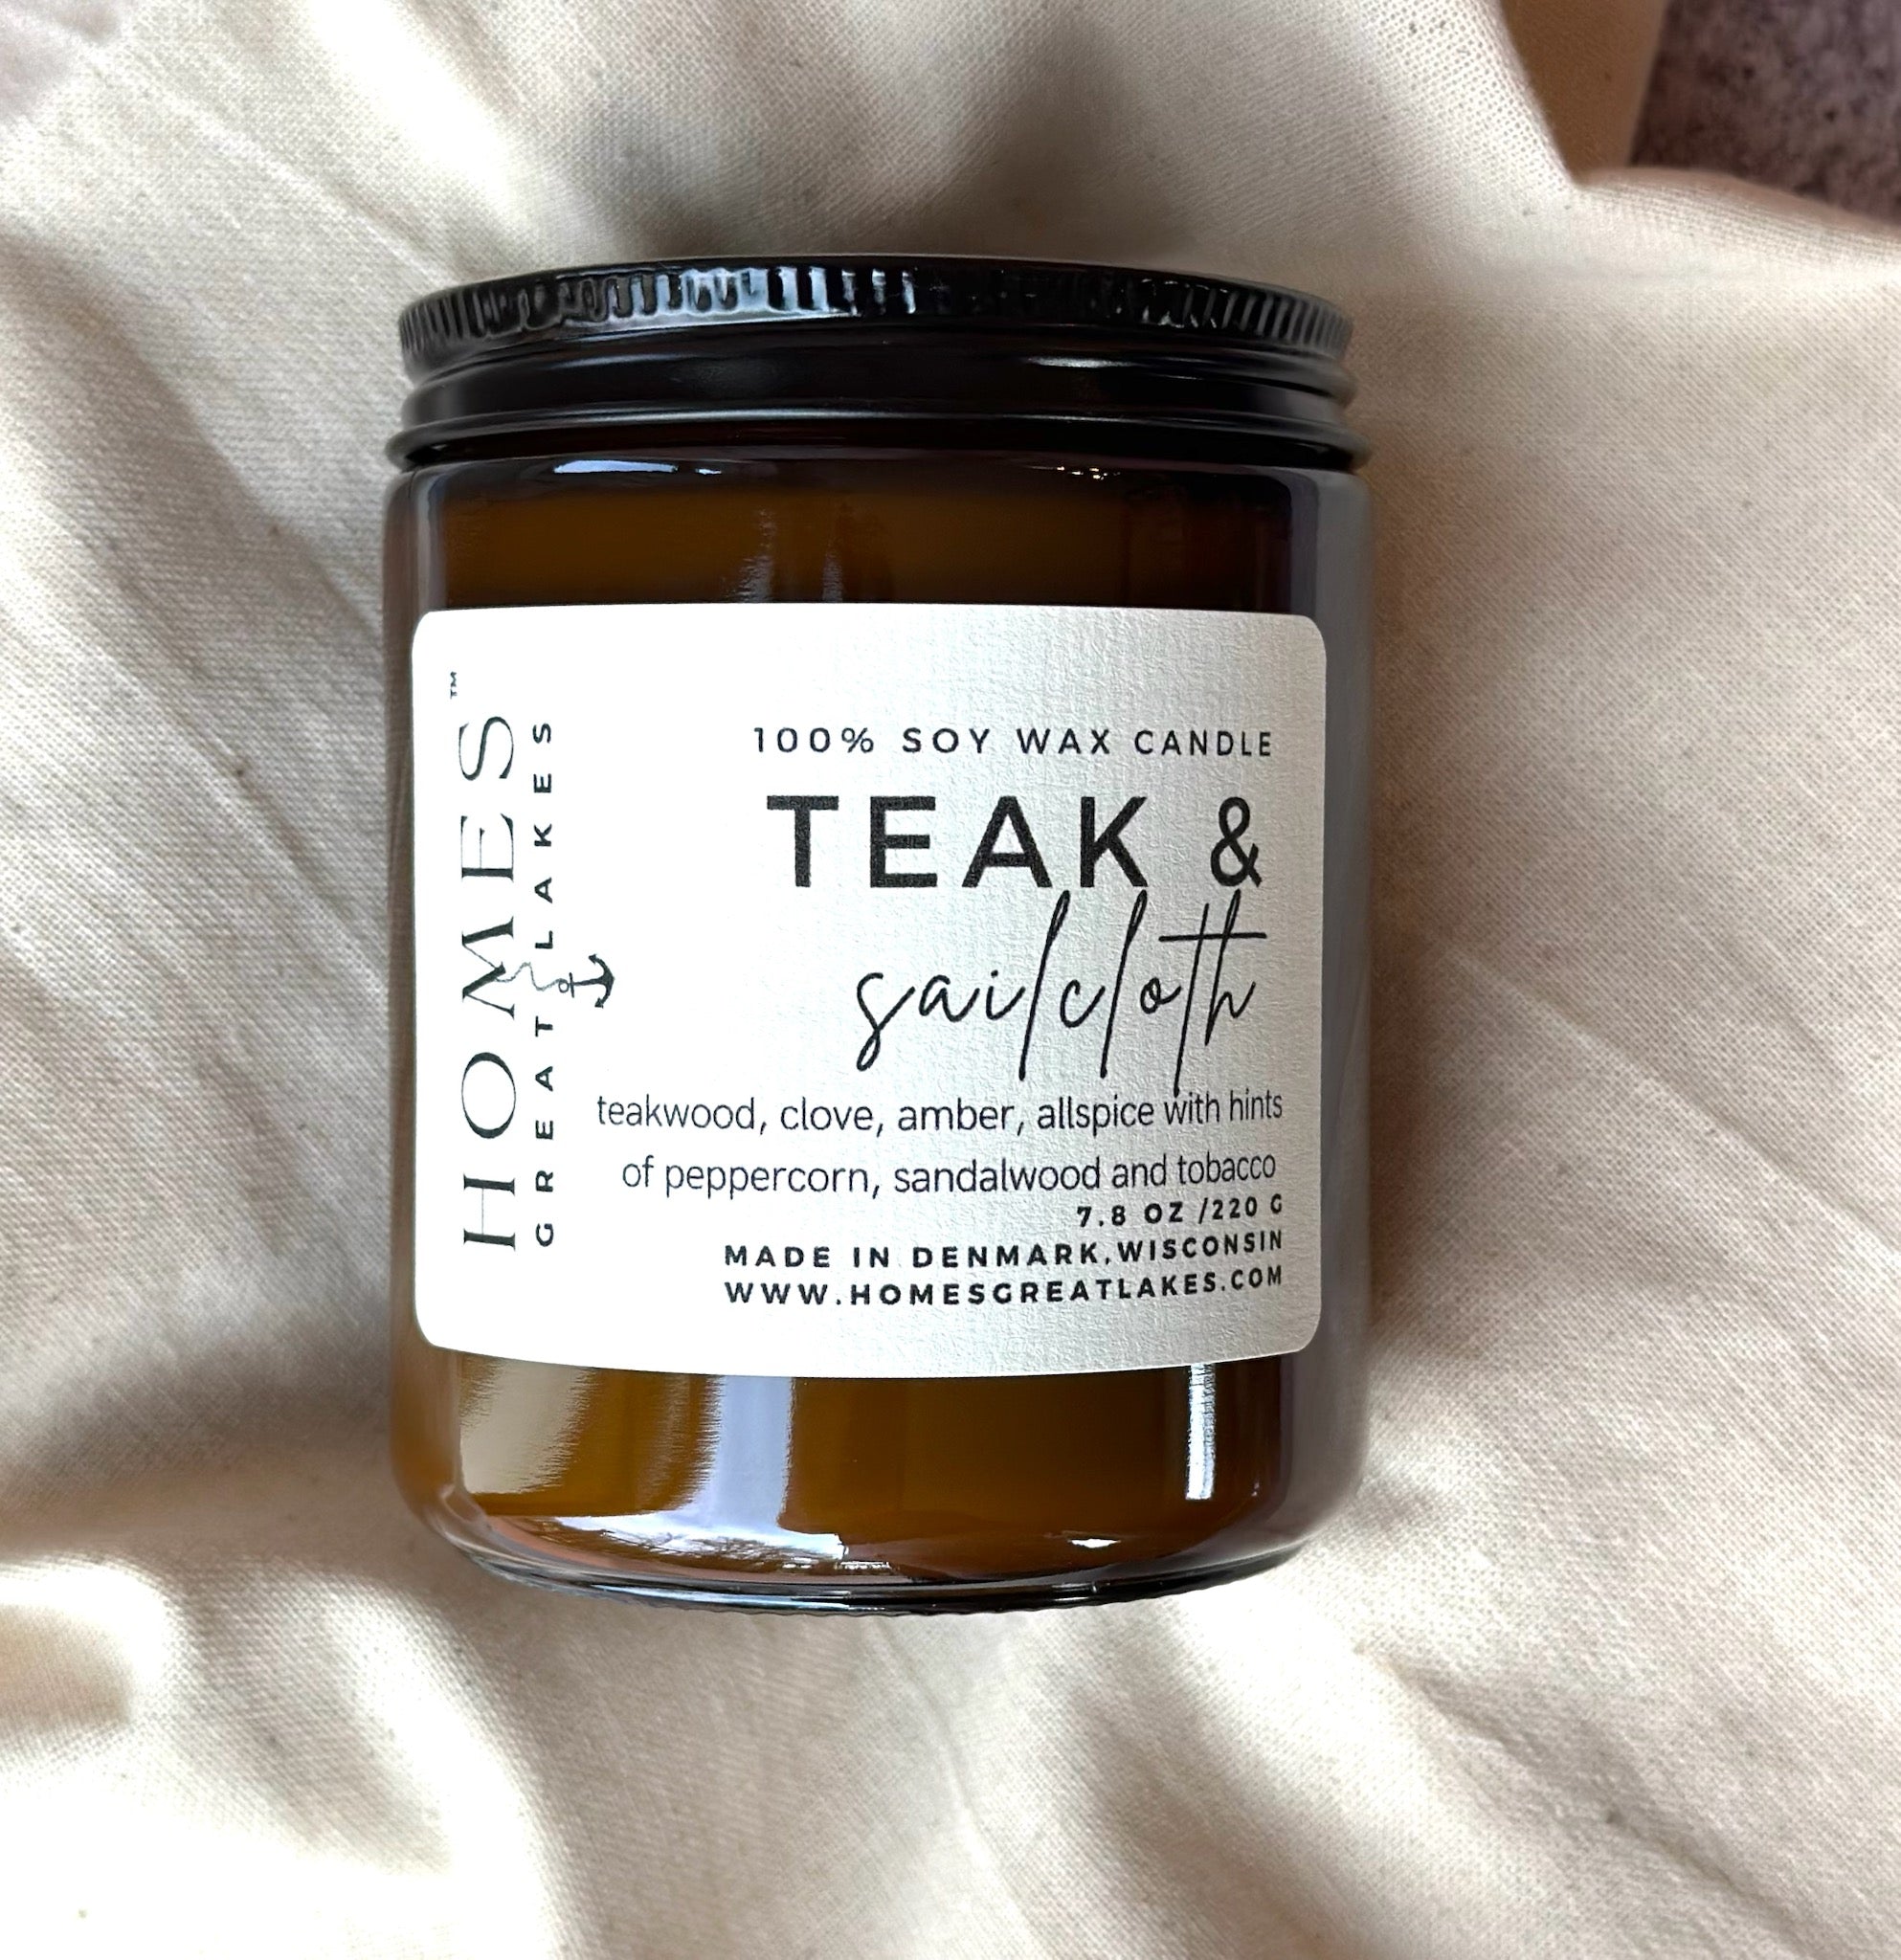 HOMES™
GREAT LAKES
100% SOY WAX CANDLE
TEAK &
sailcloth
teakwood, clove, amber, allspice with hints
of peppercorn, sandalwood and tobacco
7.8 OZ /220 G
MADE IN DENMARK, WISCONSIN
WWW.HOMESGREATLAKES.COM